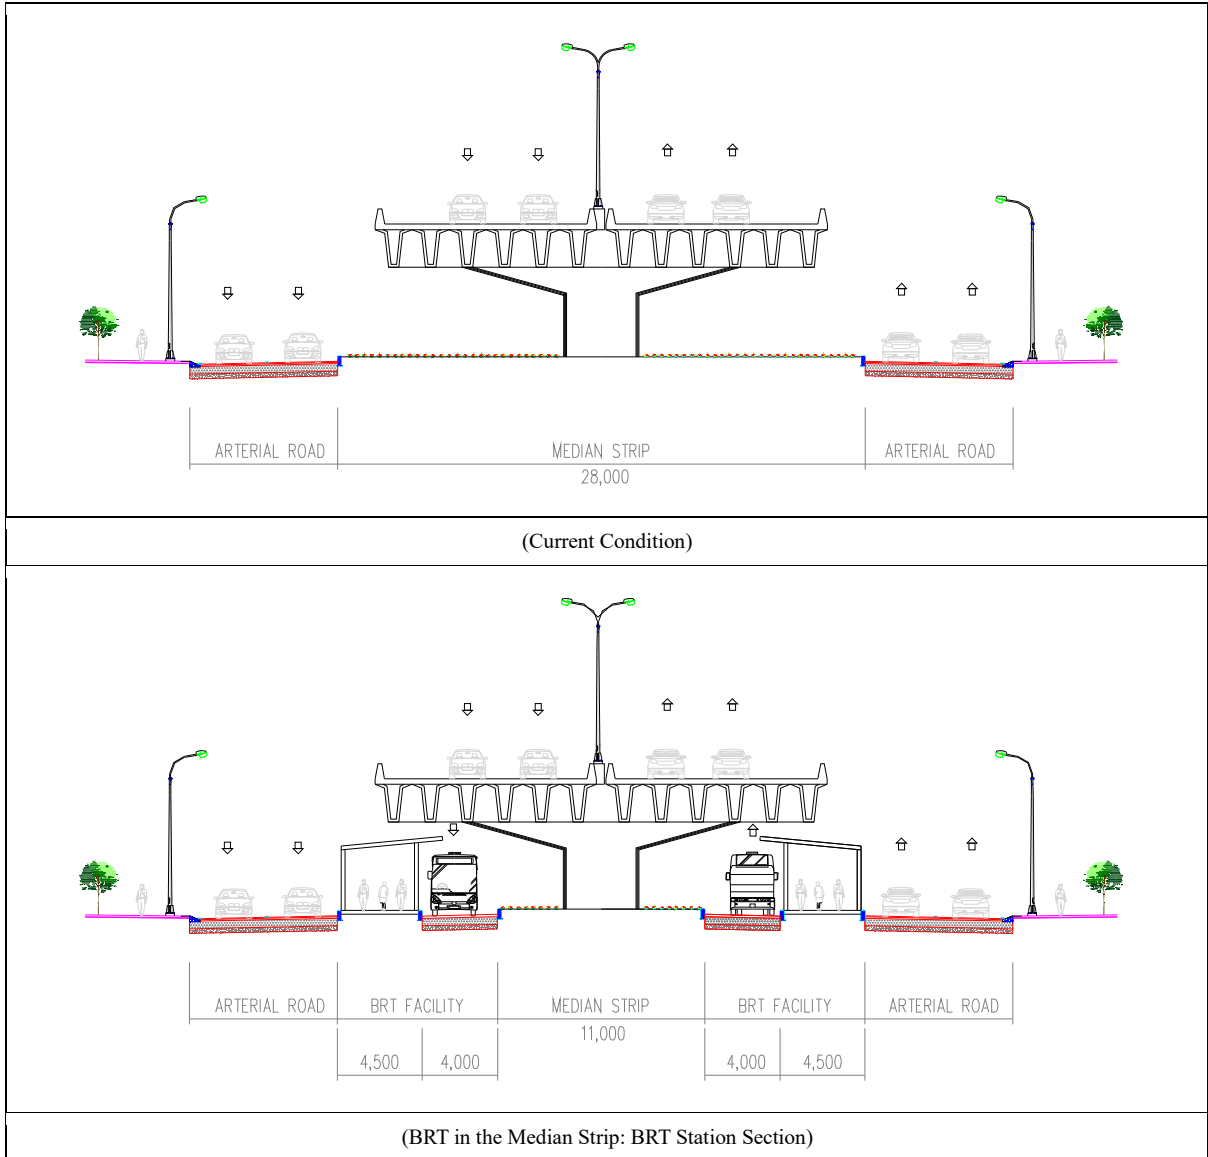 ARTERIAL ROAD MEDIAN STRIP ARTERIAL ROAD
28,000
(Current Condition)
ARTERIAL ROAD BRT FACILITY MEDIAN STRIP BRT FACILITY ARTERIAL ROAD
11,000
4,500 4,000 4,000 4,500
(BRT in the Median Strip: BRT Station Section)